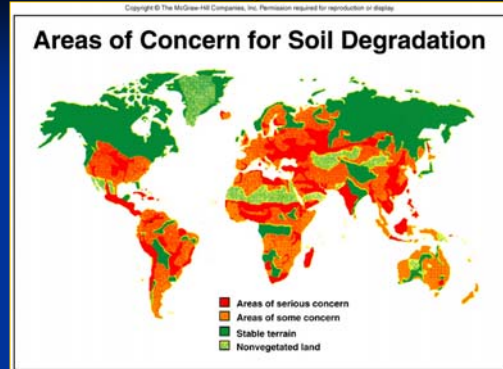 Copyright © The McGraw-Hill Companies, Inc. Permission required for reproduction or display.
Areas of Concern for Soil Degradation
Areas of serious concern
Areas of some concern
Stable terrain
Nonvegetated land